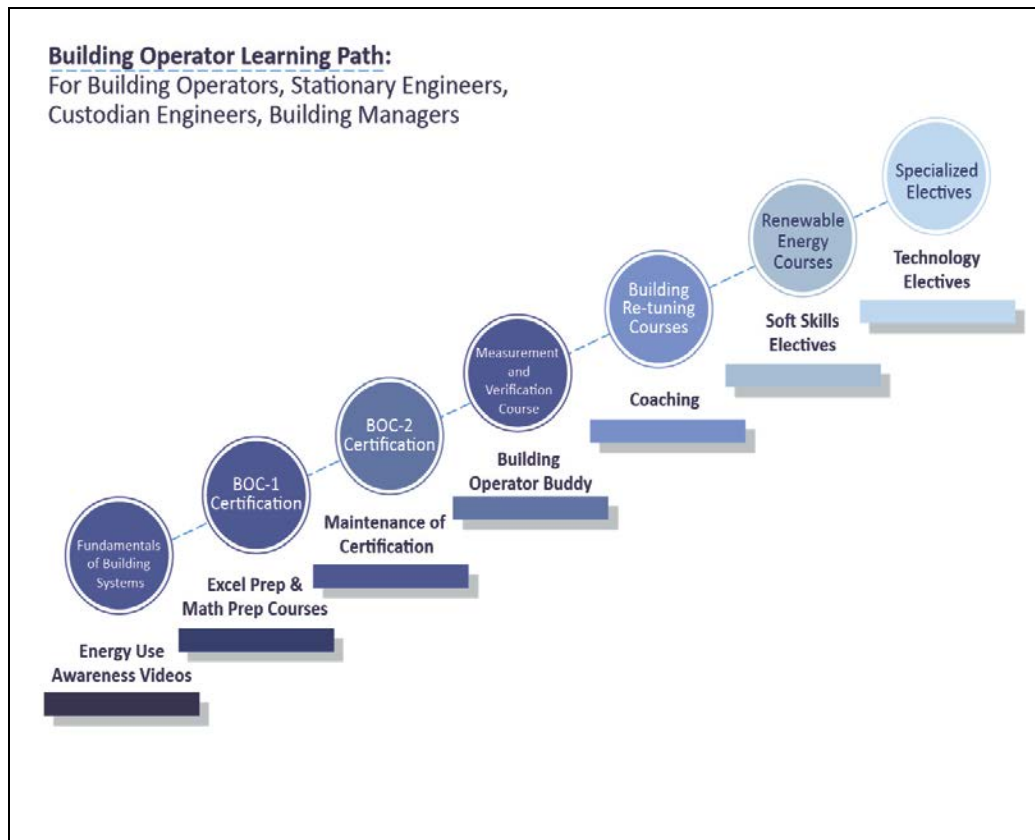 Building Operator Learning Path:
For Building Operators, Stationary Engineers,
Custodian Engineers, Building Managers
Specialized
Electives
Renewable
Energy
Courses
Technology
Electives
Building
Re-tuning
Courses
Soft Skills
Electives
Measurement
and
Verification
Course
Coaching
BOC-2
Certification
Building
Operator Buddy
BOC-1
Certification
Maintenance of
Certification
Fundamentals
of Building
Systems
Excel Prep &
Math Prep Courses
Energy Use
Awareness Videos